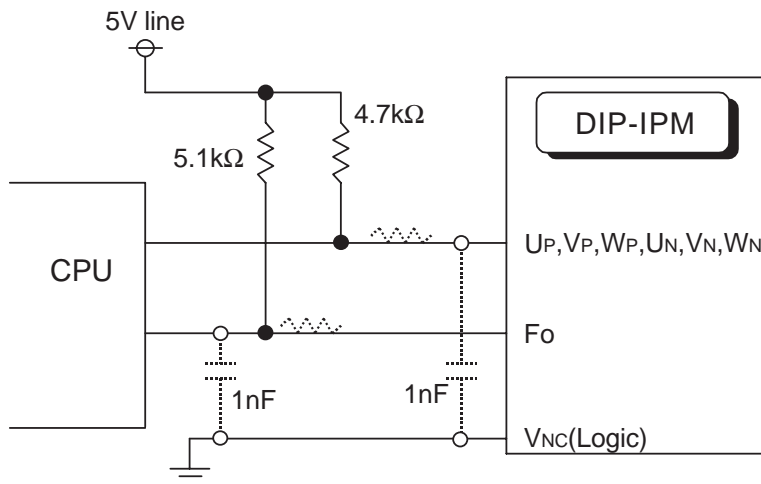 5V line
4.7kΩ
5.1kΩ
DIP-IPM
CPU
UP,VP,WP,UN,VN,WN
Fo
1nF
1nF
VNC(Logic)